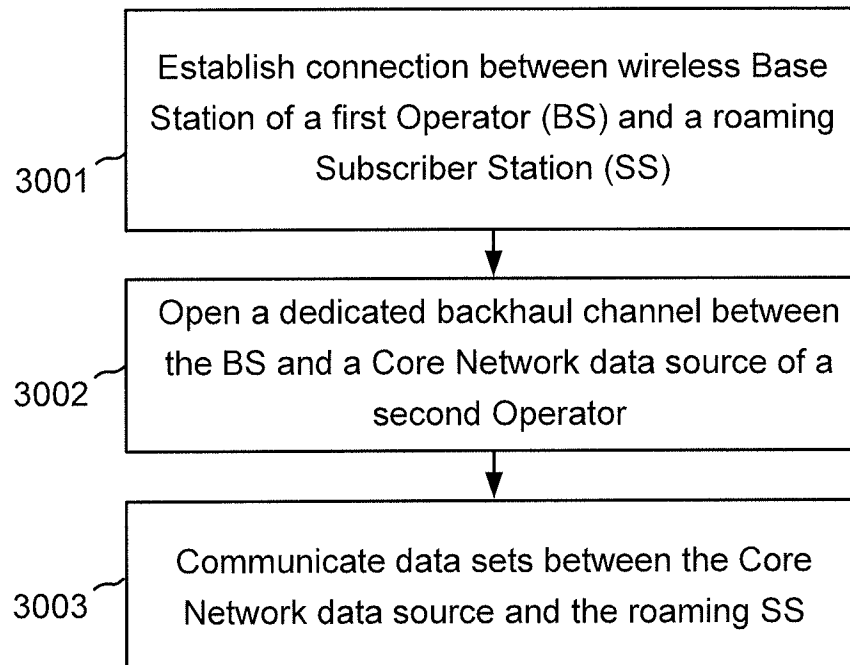 Establish connection between wireless Base
Station of a first Operator (BS) and a roaming
Subscriber Station (SS)
3001
Open a dedicated backhaul channel between
the BS and a Core Network data source of a
second Operator
3002
Communicate data sets between the Core
Network data source and the roaming SS
3003